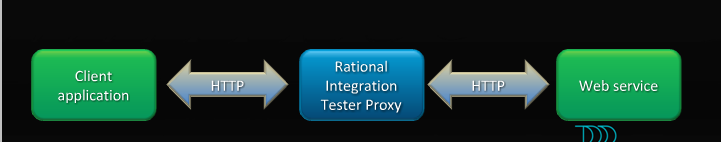 Client
application
HTTP
Rational
Integration
Tester Proxy
HTTP
Web service